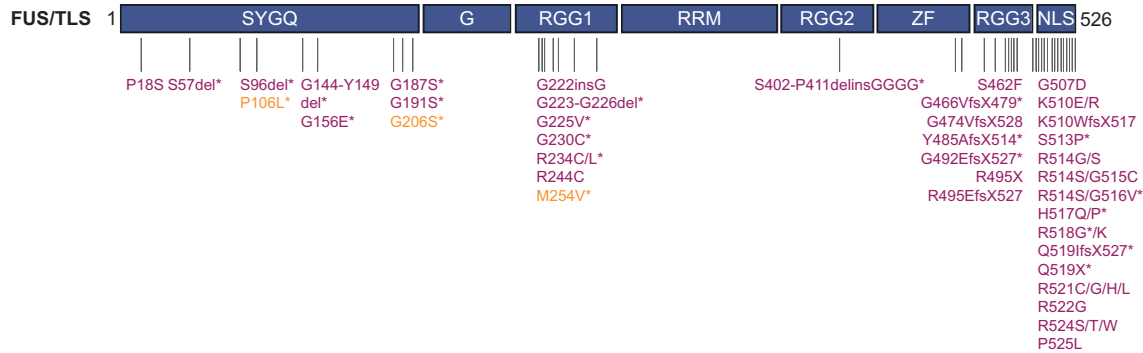 FUS/TLS 1 SYGQ G RGG1 RRM RGG2 ZF RGG3 NLS 526
P18S S57del*
S96del*
P106L*
G144-Y149
del*
G156E*
G187S*
G191S*
G206S*
G222insG
G223-G226del*
G225V*
G230C*
R234C/L*
R244C
M254V*
S402-P411delinsGGGG*
S462F
G466VfsX479*
G474VfsX528
Y485AfsX514*
G492EfsX527*
R495X
R495EfsX527
G507D
K510E/R
K510WfsX517
S513P*
R514G/S
R514S/G515C
R514S/G516V*
H517Q/P*
R518G*/K
Q519IfsX527*
Q519X*
R521C/G/H/L
R522G
R524S/T/W
P525L